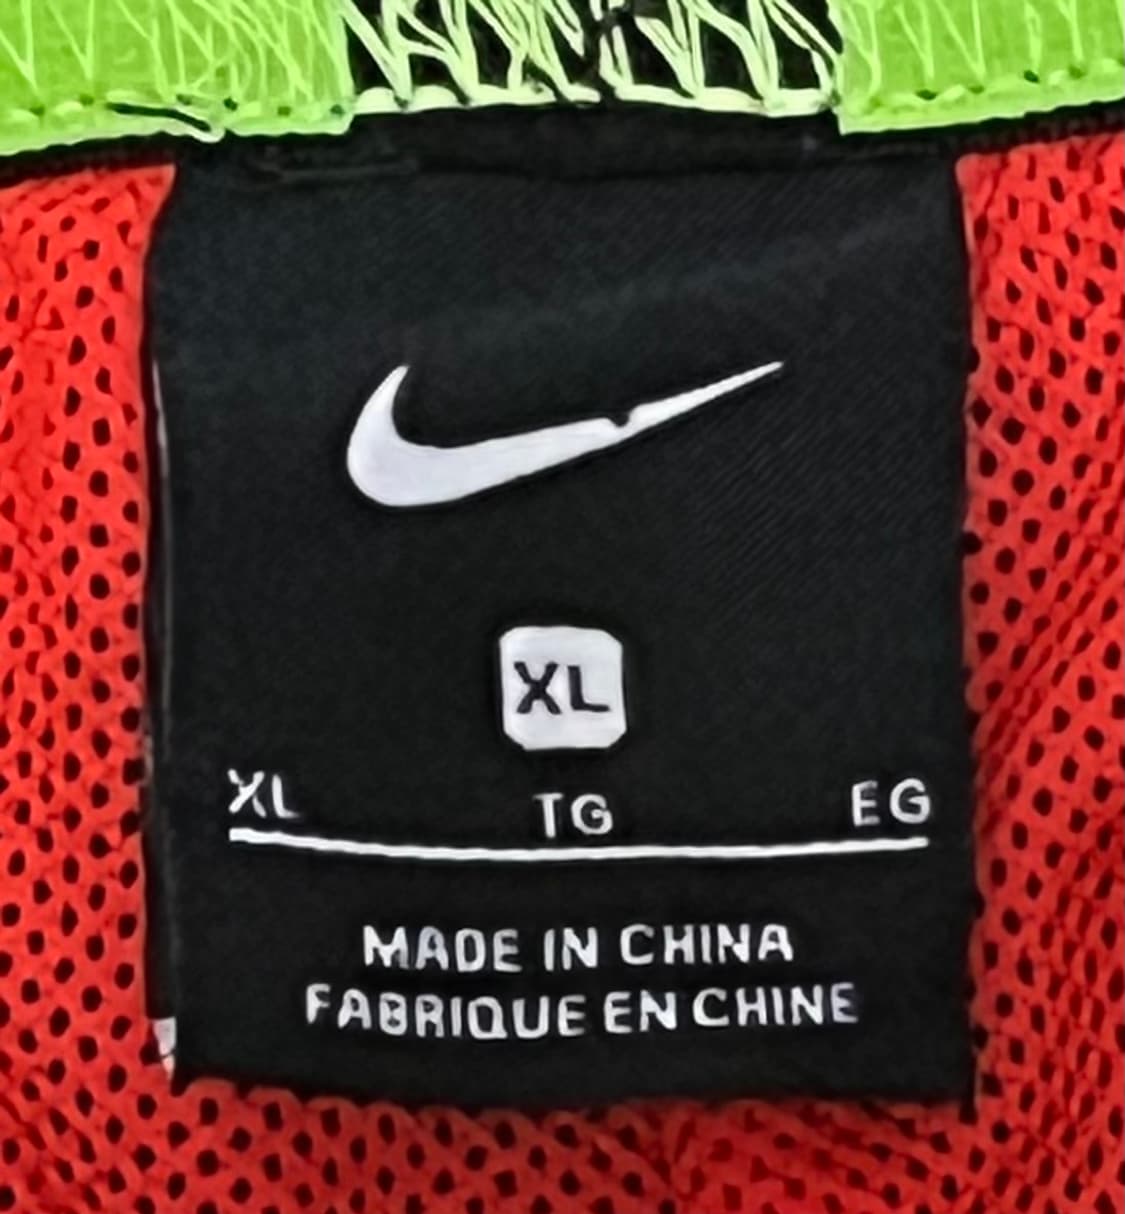 XL
XL TG EG
MADE IN CHINA
FABRIQUE EN CHINE